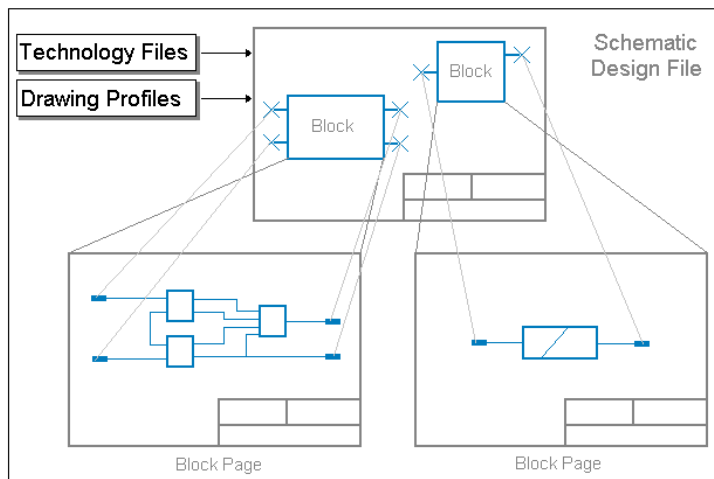 Technology Files
Drawing Profiles
Schematic
Design File
Block
Block
Block Page
Block Page